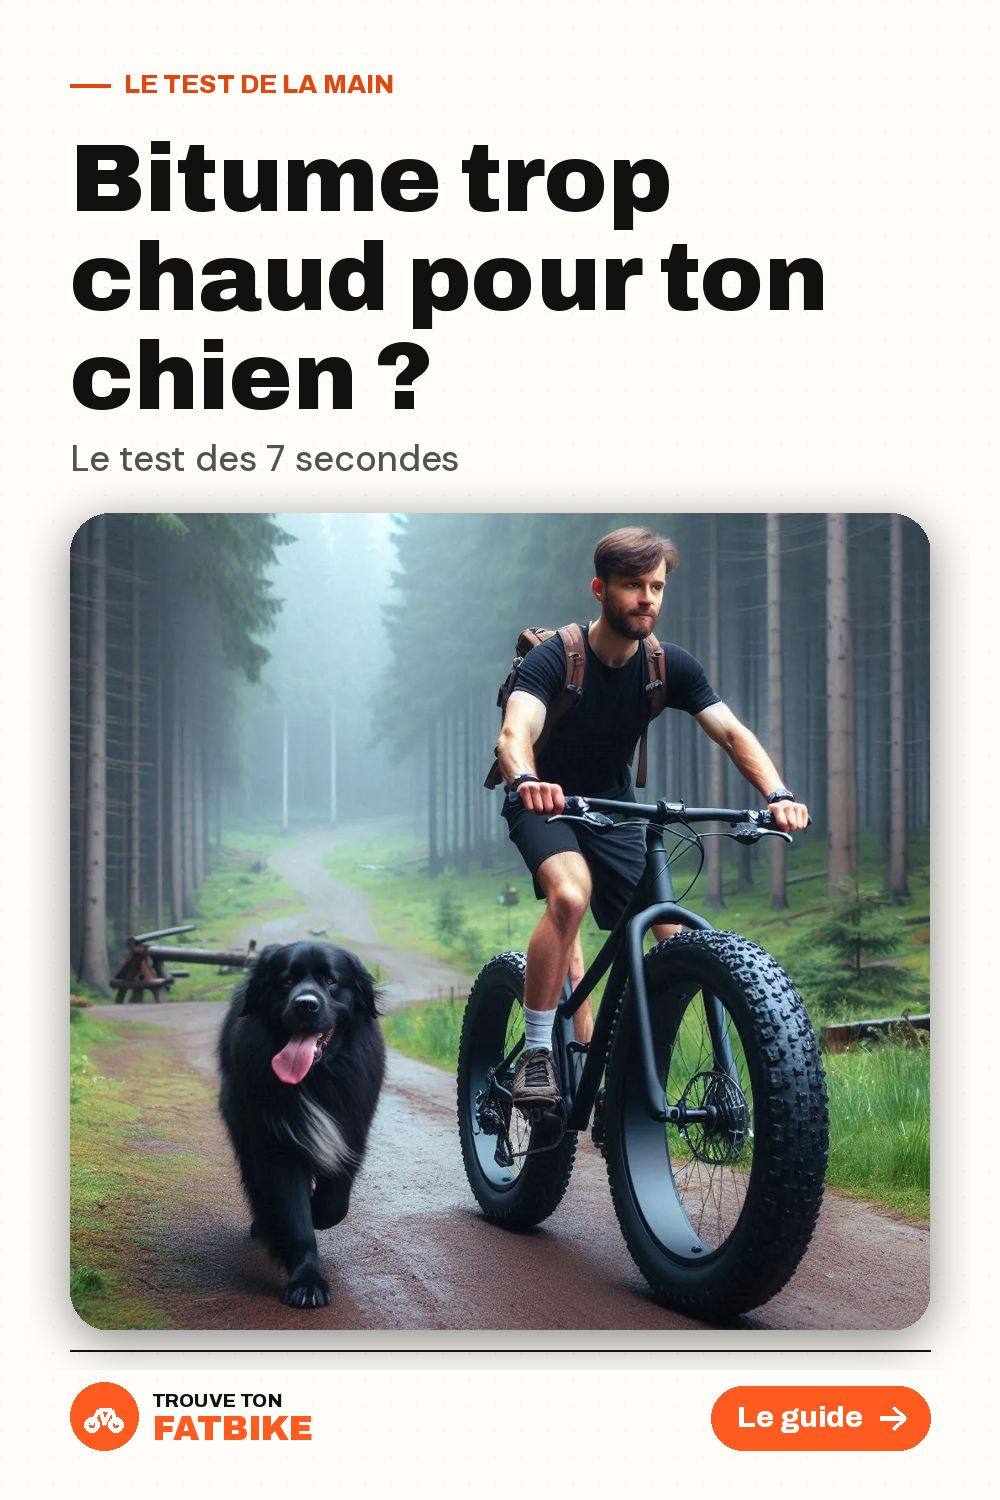 LE TEST DE LA MAIN
Bitume trop
chaud pour ton
chien ?
Le test des 7 secondes
TROUVE TON
FATBIKE
Le guide →